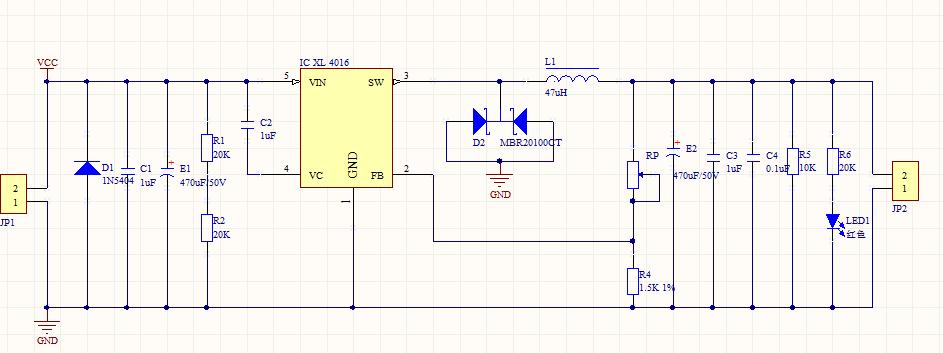 VCC
2
1
JP1
GND
D1
1N5404
C1
1uF
E1
470uF/50V
R1
20K
R2
20K
C2
1uF
IC XL 4016
5
VIN
SW
3
4
VC
GND
FB
2
1
D2
MBR20100CT
GND
L1
47uH
RP
E2
470uF/50V
R4
1.5K 1%
C3
1uF
C4
0.1uF
R5
10K
R6
20K
LED1
红色
2
1
JP2